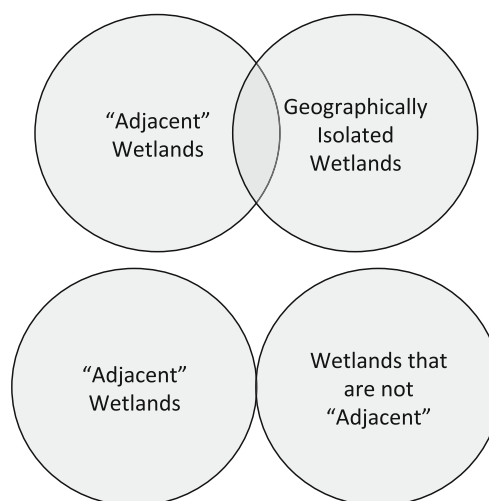 “Adjacent”
Wetlands
Geographically
Isolated
Wetlands
“Adjacent”
Wetlands
Wetlands that
are not
“Adjacent”